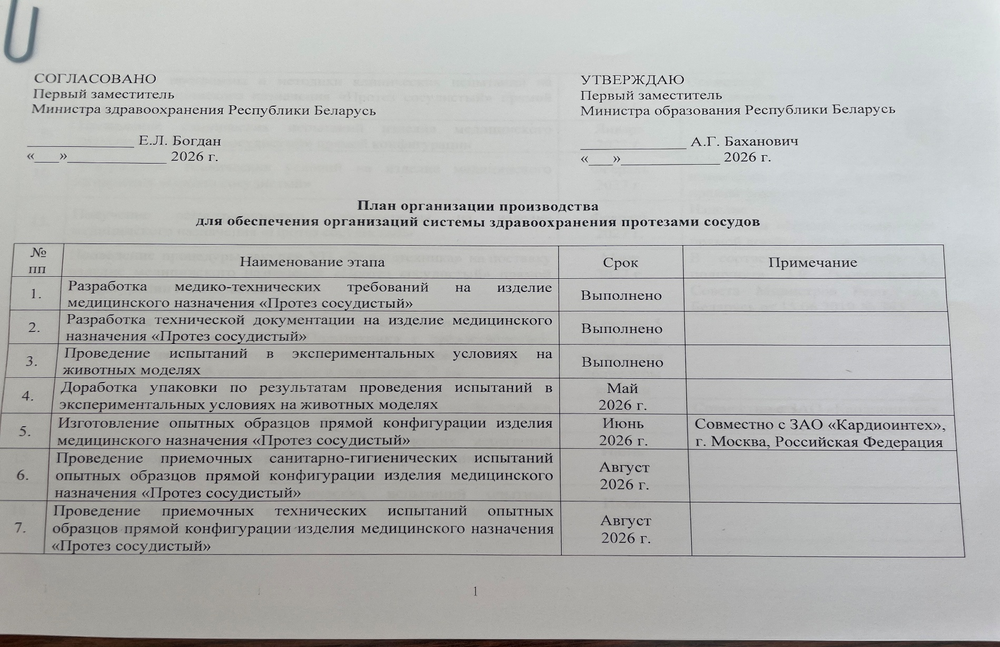 СОГЛАСОВАНО
Первый заместитель
Министра здравоохранения Республики Беларусь
_______________ Е.Л. Богдан
«___»______________ 2026 г.
УТВЕРЖДАЮ
Первый заместитель
Министра образования Республики Беларусь
_______________ А.Г. Баханович
«___»______________ 2026 г.
План организации производства
для обеспечения организаций системы здравоохранения протезами сосудов
№
пп
Наименование этапа
Срок
Примечание
1.
Разработка медико-технических требований на изделие
медицинского назначения «Протез сосудистый»
Выполнено
2.
Разработка технической документации на изделие медицинского
назначения «Протез сосудистый»
Выполнено
3.
Проведение испытаний в экспериментальных условиях на
животных моделях
Выполнено
4.
Доработка упаковки по результатам проведения испытаний в
экспериментальных условиях на животных моделях
Май
2026 г.
5.
Изготовление опытных образцов прямой конфигурации изделия
медицинского назначения «Протез сосудистый»
Июнь
2026 г.
Совместно с ЗАО «Кардиоинтех»,
г. Москва, Российская Федерация
6.
Проведение приемочных санитарно-гигиенических испытаний
опытных образцов прямой конфигурации изделия медицинского
назначения «Протез сосудистый»
Август
2026 г.
7.
Проведение приемочных технических испытаний опытных
образцов прямой конфигурации изделия медицинского назначения
«Протез сосудистый»
Август
2026 г.
1